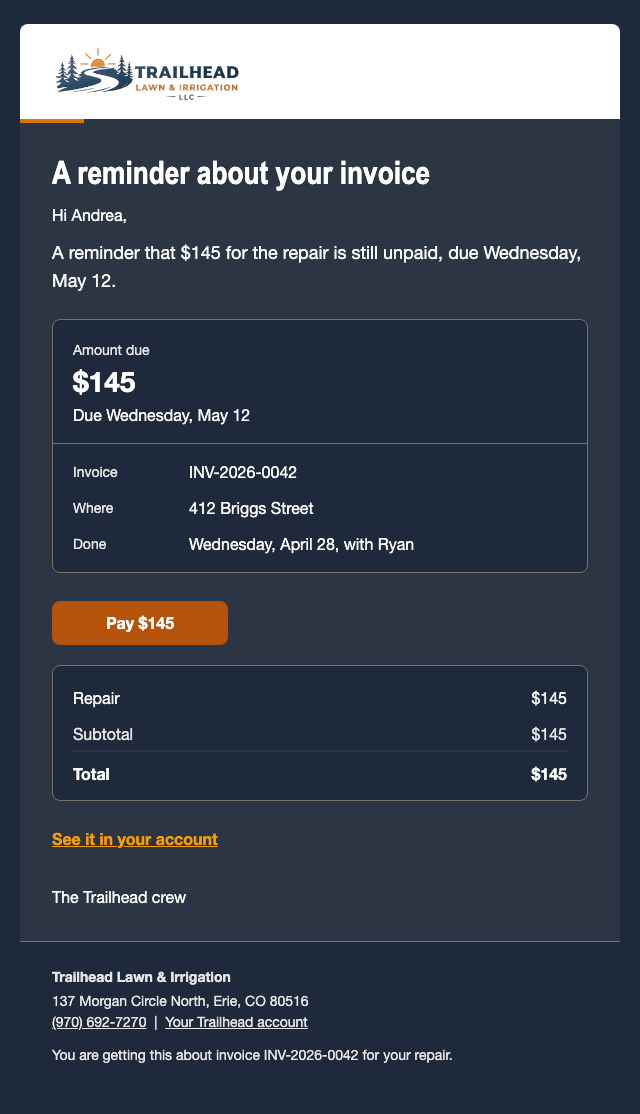 TRAILHEAD
LAWN & IRRIGATION
LLC
A reminder about your invoice
Hi Andrea,
A reminder that $145 for the repair is still unpaid, due Wednesday,
May 12.
Amount due
$145
Due Wednesday, May 12
Invoice INV-2026-0042
Where 412 Briggs Street
Done Wednesday, April 28, with Ryan
Pay $145
Repair $145
Subtotal $145
Total $145
See it in your account
The Trailhead crew
Trailhead Lawn & Irrigation
137 Morgan Circle North, Erie, CO 80516
(970) 692-7270 | Your Trailhead account
You are getting this about invoice INV-2026-0042 for your repair.